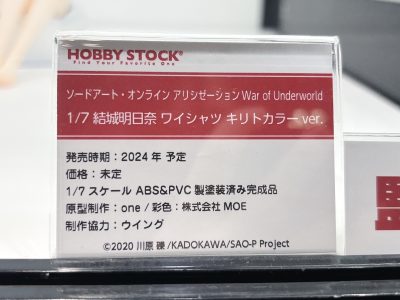 HOBBY STOCK®
Find Your Favorite One
ソードアート・オンライン アリシゼーション War of Underworld
1/7 結城明日奈 ワイシャツ キリトカラー ver.
発売時期：2024年 予定
価格：未定
1/7 スケール ABS&PVC 製塗装済み完成品
原型制作：one / 彩色：株式会社 MOE
制作協力：ウイング
©2020 川原 礫/KADOKAWA/SAO-P Project